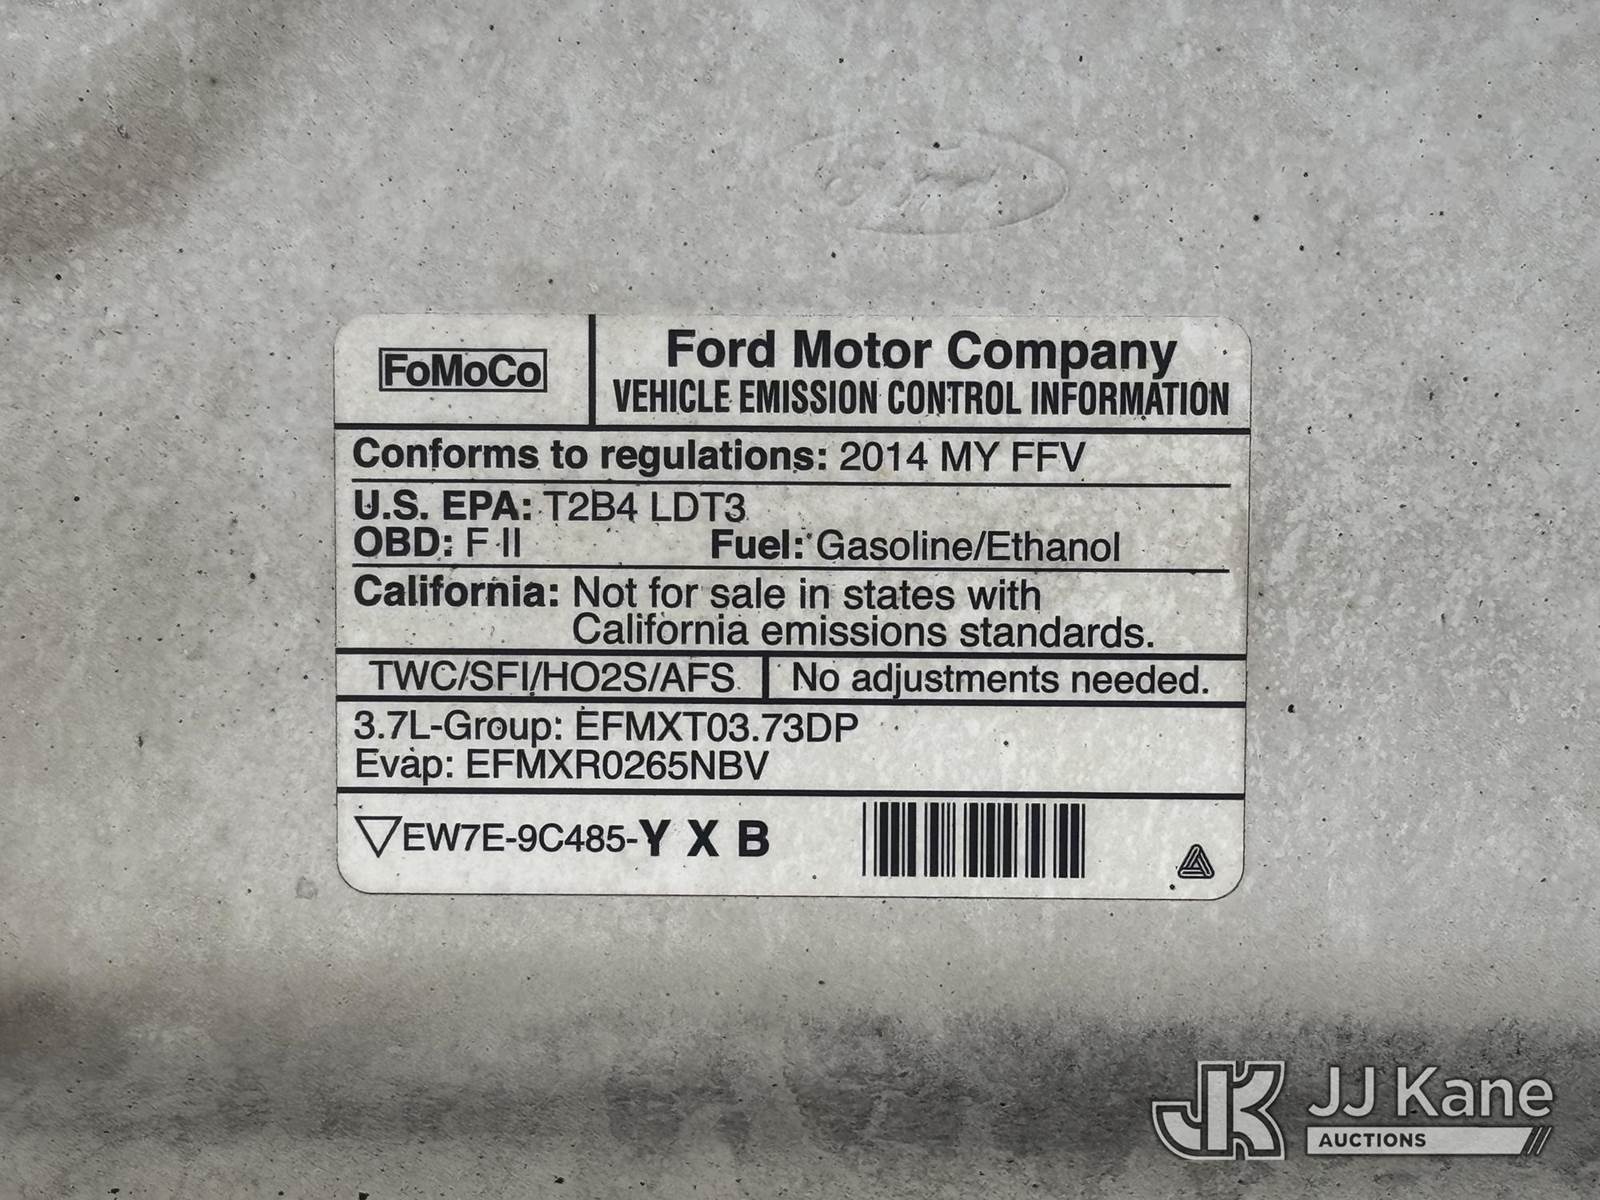 FoMoCo
Ford Motor Company
VEHICLE EMISSION CONTROL INFORMATION
Conforms to regulations: 2014 MY FFV
U.S. EPA: T2B4 LDT3
OBD: F II Fuel: Gasoline/Ethanol
California: Not for sale in states with
California emissions standards.
TWC/SFI/HO2S/AFS No adjustments needed.
3.7L-Group: EFMXT03.73DP
Evap: EFMXR0265NBV
EW7E-9C485-Y X B
JK JJ Kane
AUCTIONS